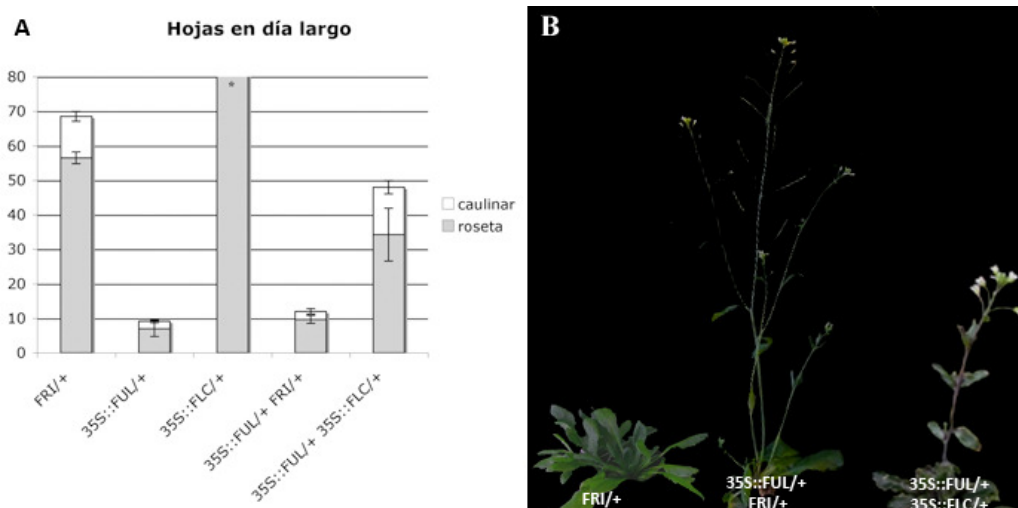 A
Hojas en día largo
80
70
60
50
40
30
20
10
0
*
caulinar
roseta
FRI/+
35S::FUL/+
35S::FLC/+
35S::FUL/+ FRI/+
35S::FUL/+ 35S::FLC/+
B
FRI/+
35S::FUL/+
FRI/+
35S::FUL/+
35S::FLC/+